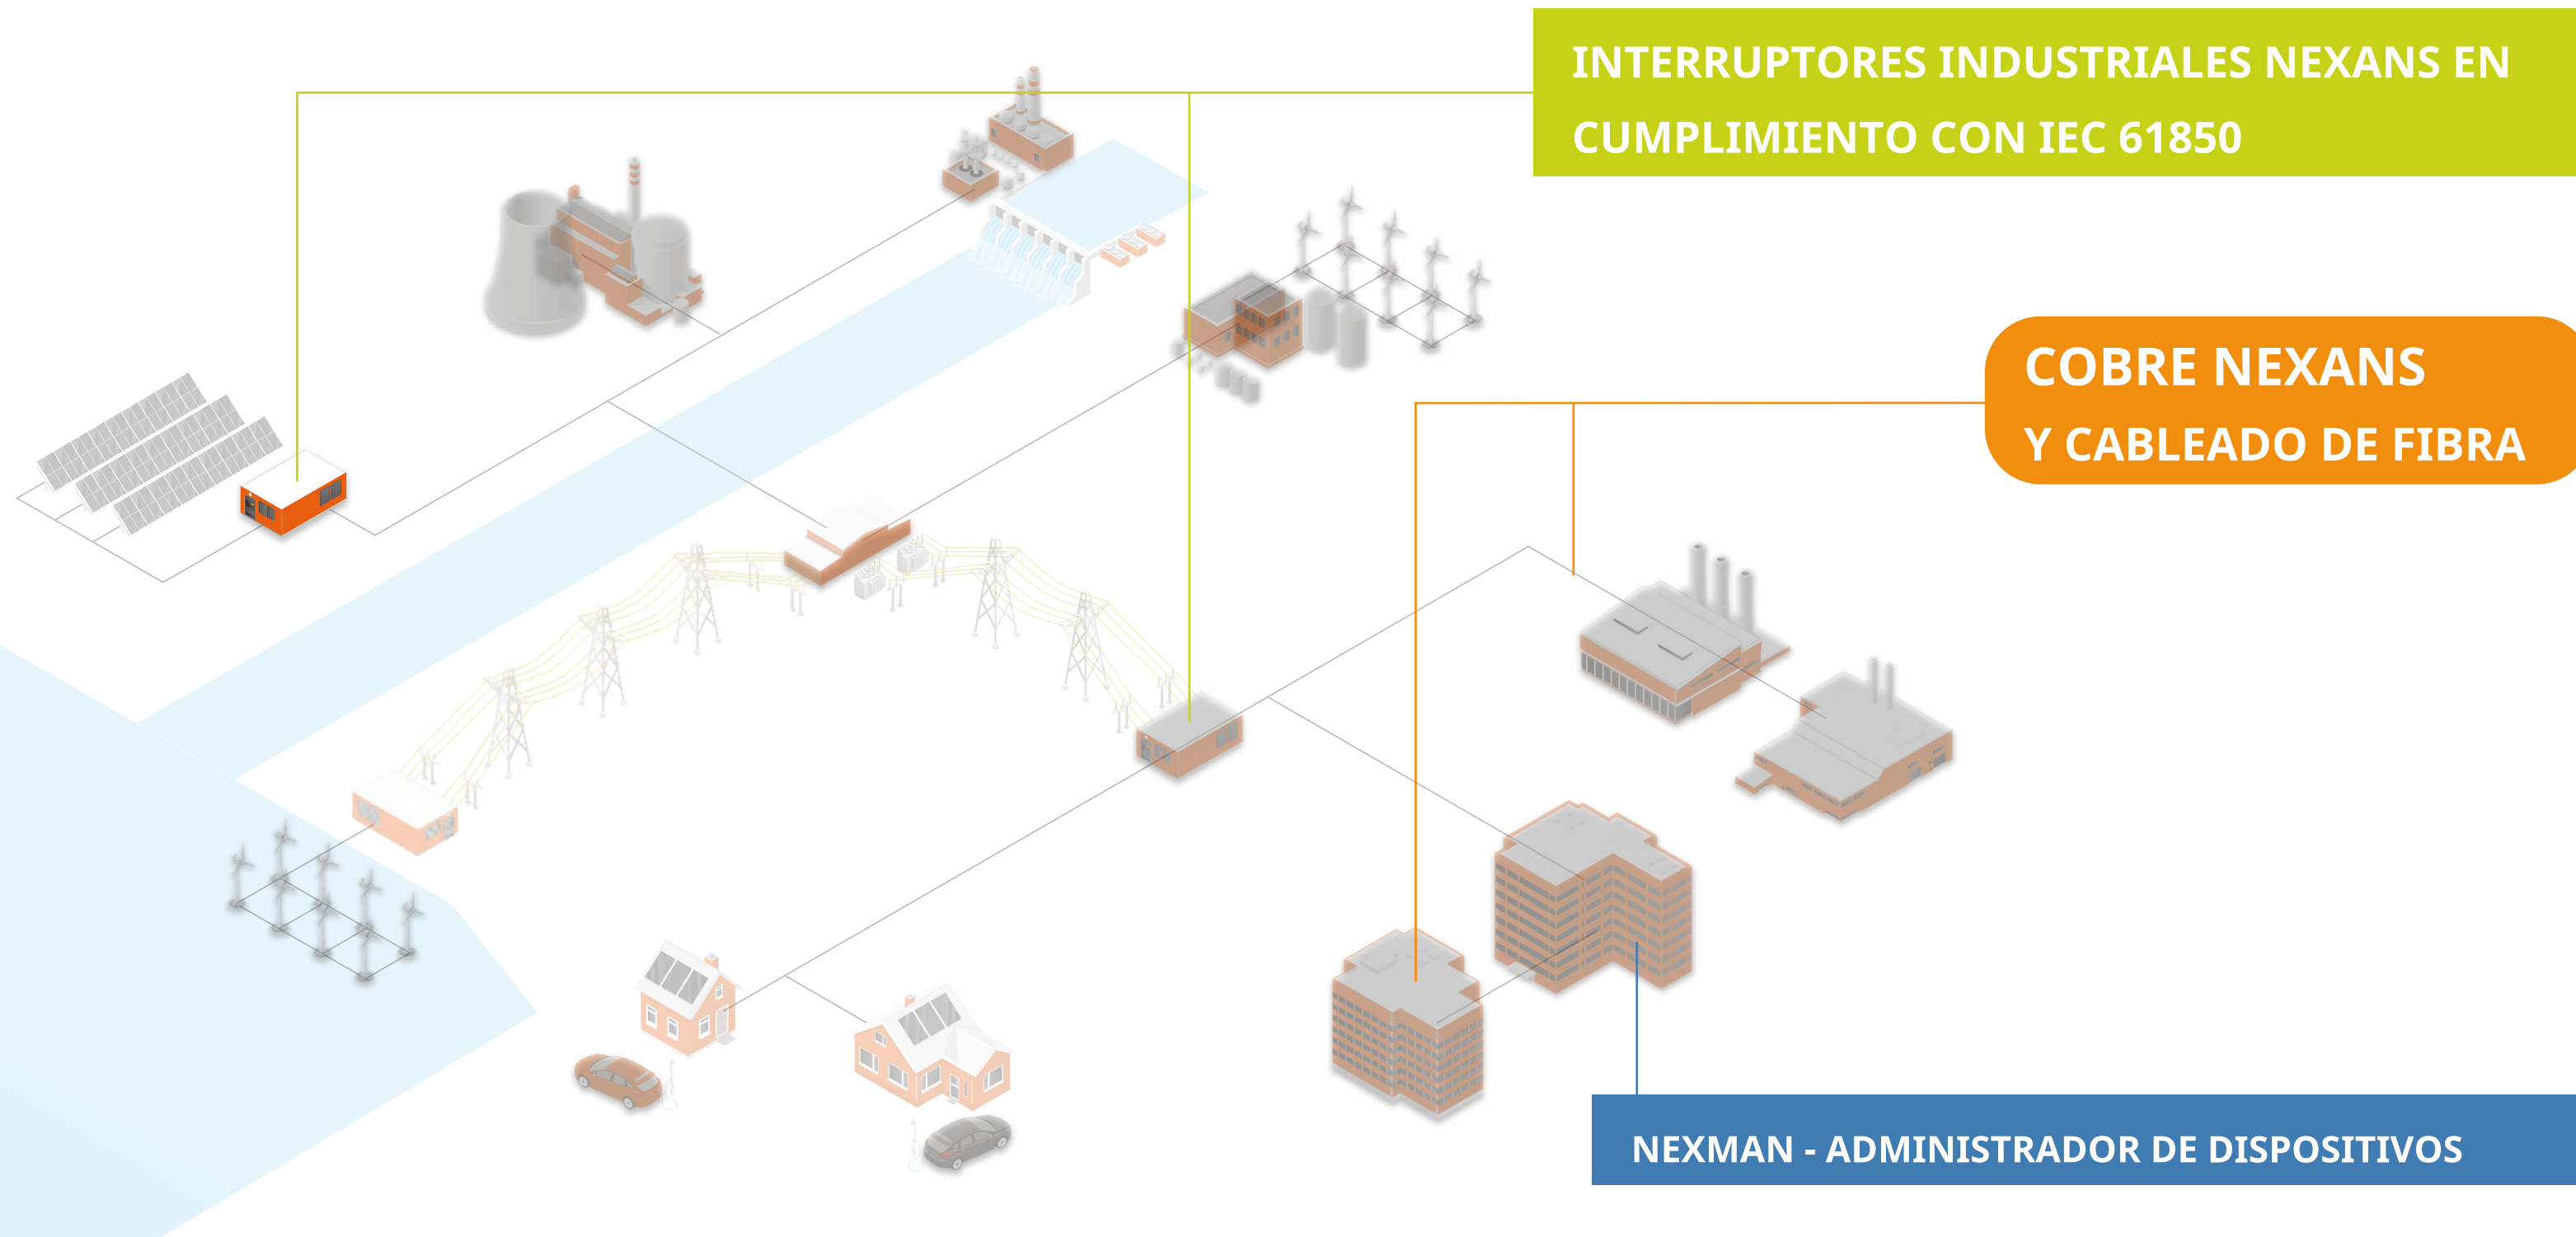 INTERRUPTORES INDUSTRIALES NEXANS EN
CUMPLIMIENTO CON IEC 61850
COBRE NEXANS
Y CABLEADO DE FIBRA
NEXMAN - ADMINISTRADOR DE DISPOSITIVOS